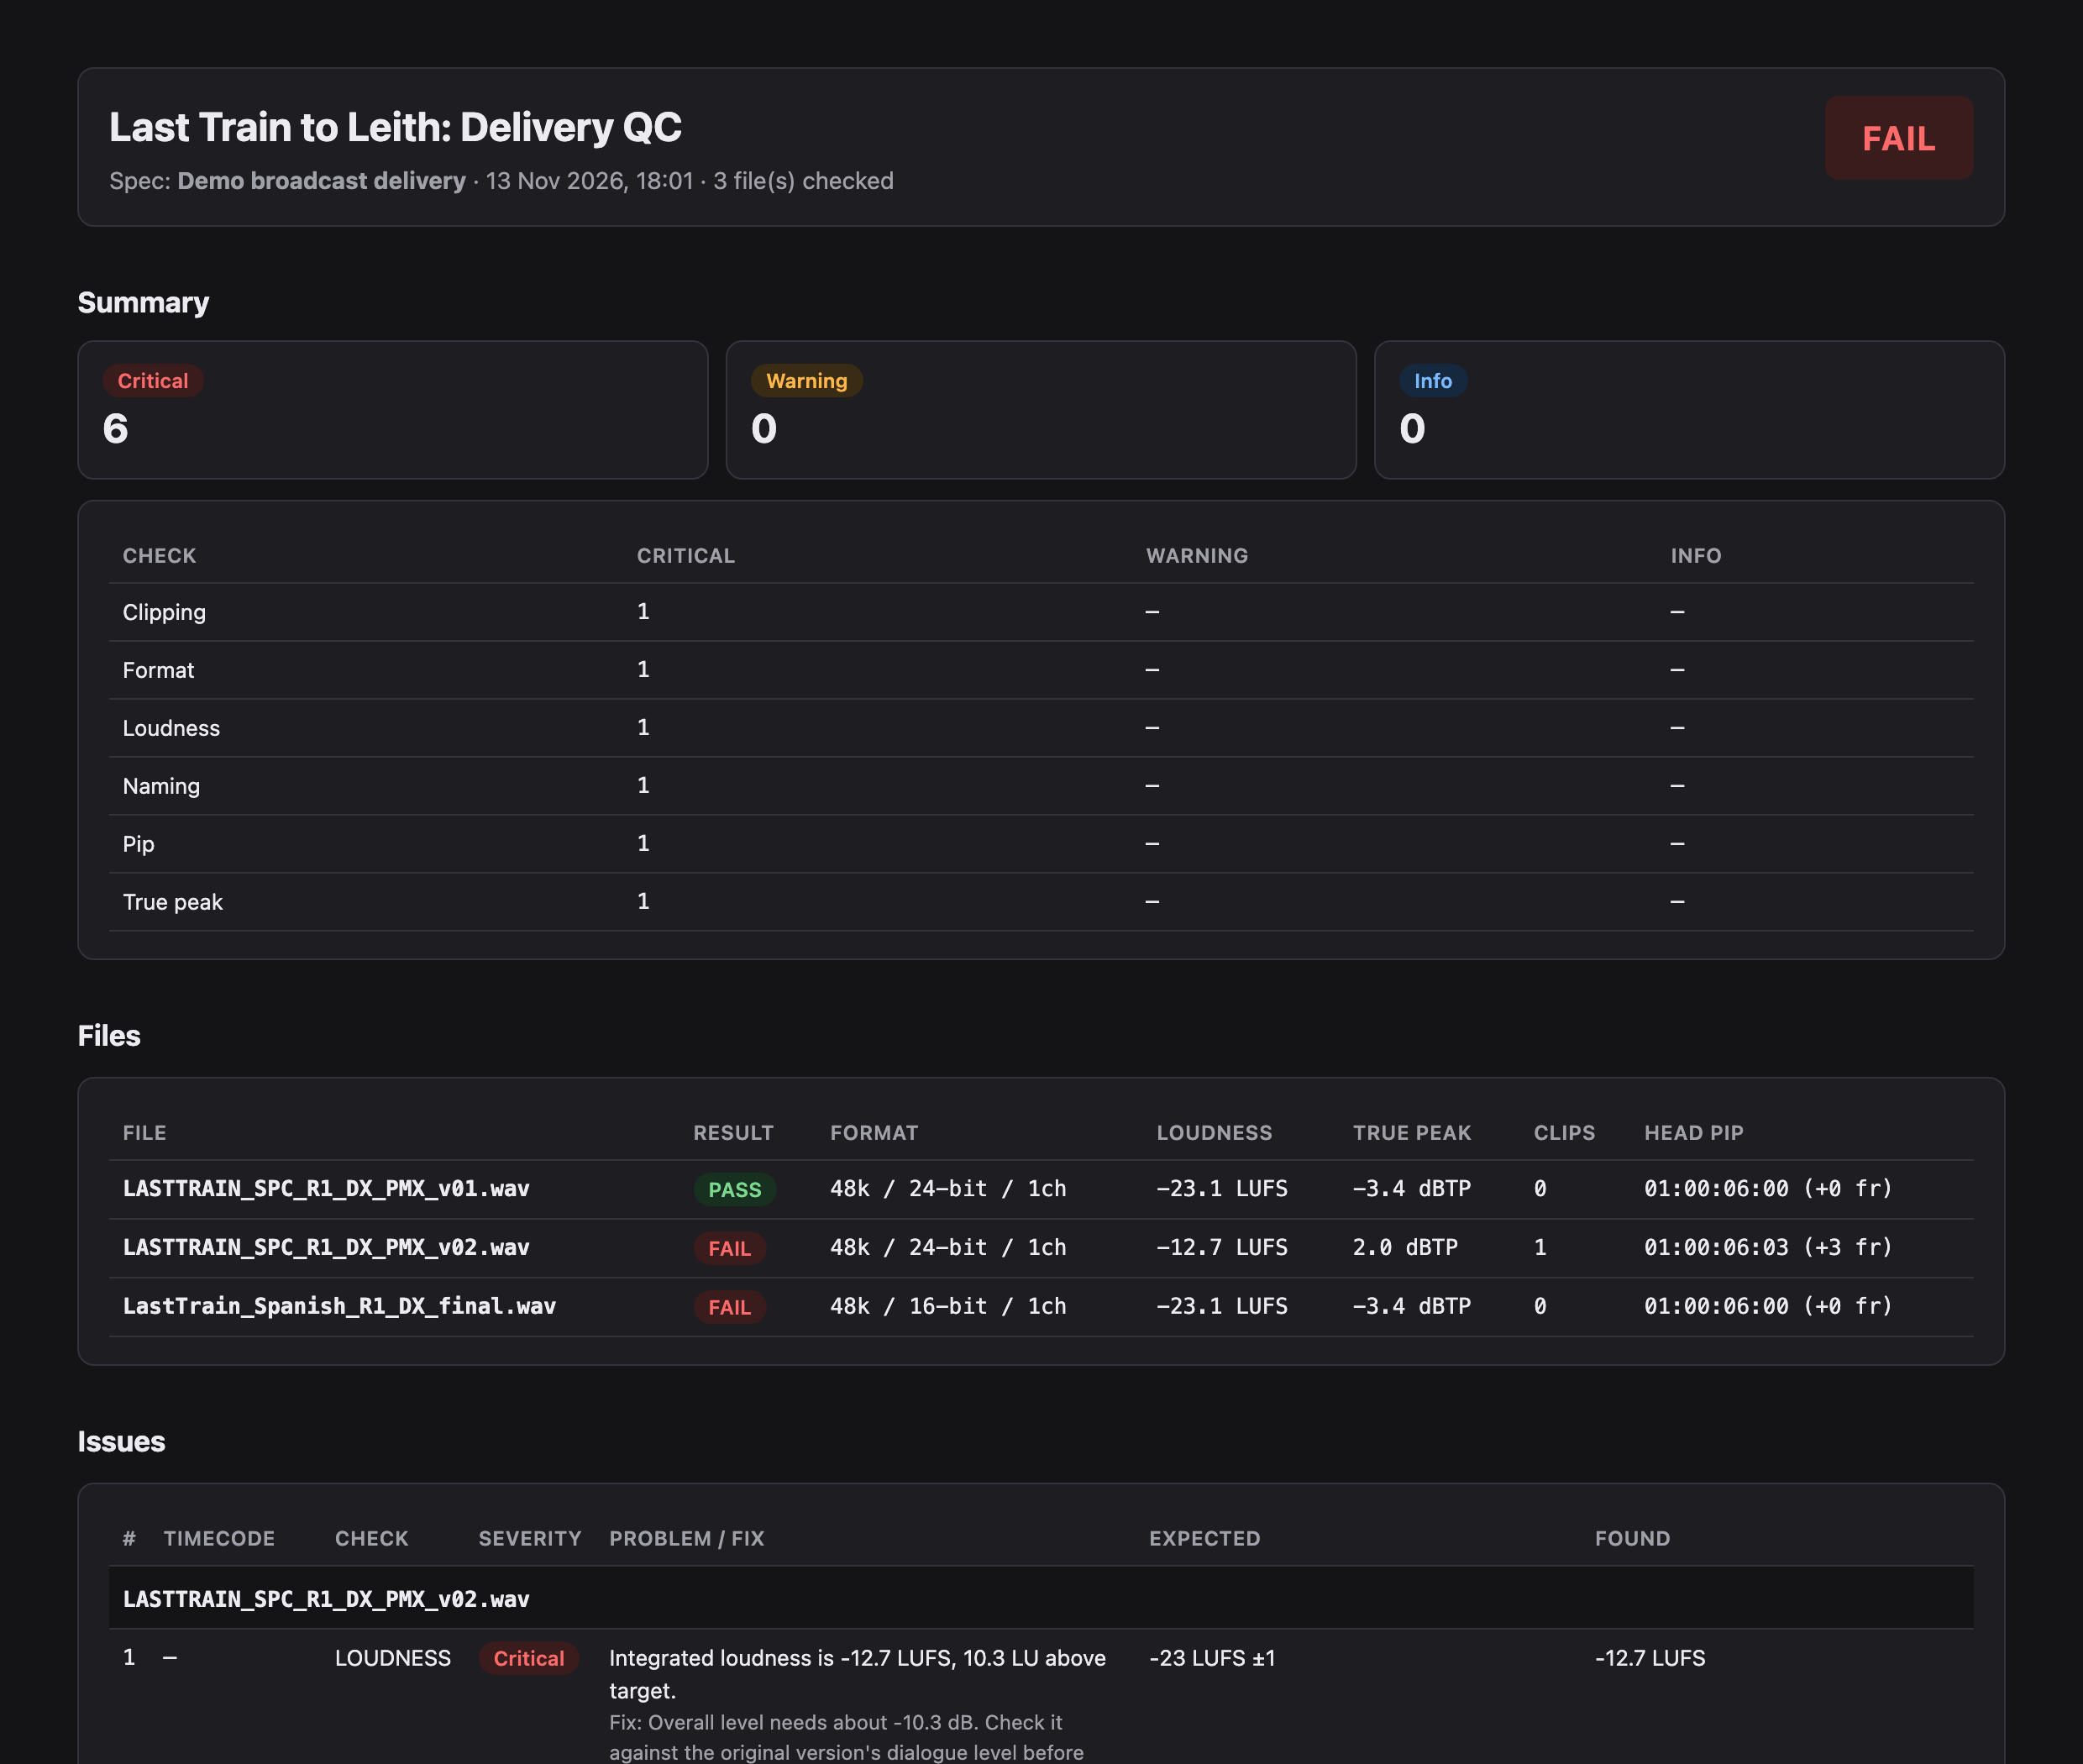 Last Train to Leith: Delivery QC
FAIL
Spec: Demo broadcast delivery · 13 Nov 2026, 18:01 · 3 file(s) checked
Summary
Critical
6
Warning
0
Info
0
CHECK CRITICAL WARNING INFO
Clipping 1 — —
Format 1 — —
Loudness 1 — —
Naming 1 — —
Pip 1 — —
True peak 1 — —
Files
FILE RESULT FORMAT LOUDNESS TRUE PEAK CLIPS HEAD PIP
LASTTRAIN_SPC_R1_DX_PMX_v01.wav PASS 48k / 24-bit / 1ch -23.1 LUFS -3.4 dBTP 0 01:00:06:00 (+0 fr)
LASTTRAIN_SPC_R1_DX_PMX_v02.wav FAIL 48k / 24-bit / 1ch -12.7 LUFS 2.0 dBTP 1 01:00:06:03 (+3 fr)
LastTrain_Spanish_R1_DX_final.wav FAIL 48k / 16-bit / 1ch -23.1 LUFS -3.4 dBTP 0 01:00:06:00 (+0 fr)
Issues
# TIMECODE CHECK SEVERITY PROBLEM / FIX EXPECTED FOUND
LASTTRAIN_SPC_R1_DX_PMX_v02.wav
1 — LOUDNESS Critical Integrated loudness is -12.7 LUFS, 10.3 LU above -23 LUFS ±1 -12.7 LUFS
target.
Fix: Overall level needs about -10.3 dB. Check it
against the original version's dialogue level before